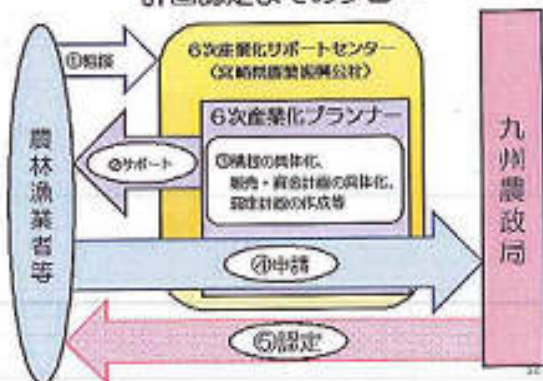 計画認定までの
①相談
6次産業化サポートセンター
(宮崎県農業振興公社)
6次産業化プランナー
②サポート
③構想の具体化、
販売・資金計画の具体化、
認定計画の作成等
農林漁業者等
九州農政局
④申請
⑤認定